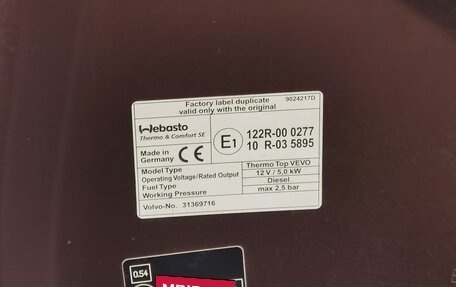 Factory label duplicate
valid only with the original
9024217D
Webasto
Thermo & Comfort SE
Made in
Germany
CE
E1
122R-00 0277
10 R-03 5895
Model Type Thermo Top VEVO
Operating Voltage/Rated Output 12 V / 5,0 kW
Fuel Type Diesel
Working Pressure max 2,5 bar
Volvo-No. 31369716
0.54